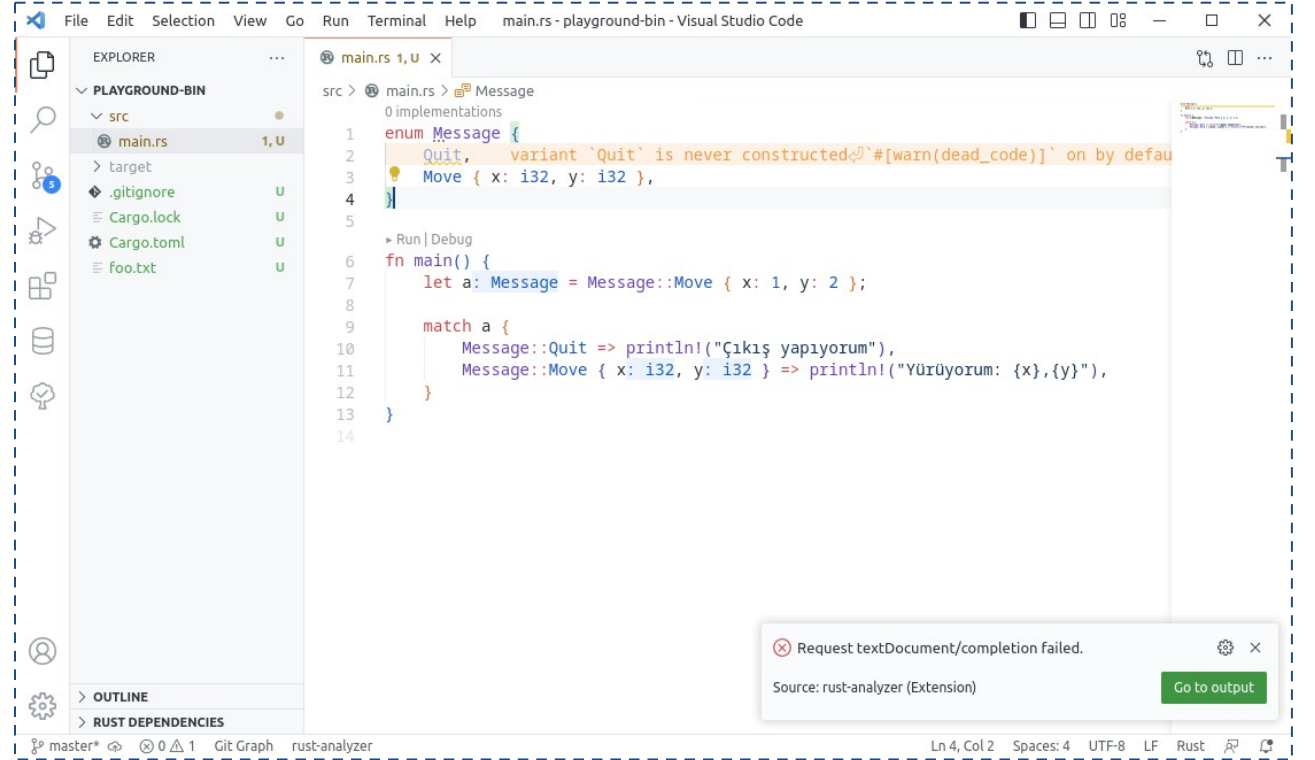 File Edit Selection View Go Run Terminal Help main.rs - playground-bin - Visual Studio Code
EXPLORER
PLAYGROUND-BIN
src
main.rs 1, U
target
.gitignore U
Cargo.lock U
Cargo.toml U
foo.txt U
OUTLINE
RUST DEPENDENCIES
5
main.rs 1, U
src > main.rs > Message
0 implementations
1 enum Message {
2 Quit, variant `Quit` is never constructed⏎`#[warn(dead_code)]` on by defau
3 Move { x: i32, y: i32 },
4 }
5
Run | Debug
6 fn main() {
7 let a: Message = Message::Move { x: 1, y: 2 };
8
9 match a {
10 Message::Quit => println!("Çıkış yapıyorum"),
11 Message::Move { x: i32, y: i32 } => println!("Yürüyorum: {x},{y}"),
12 }
13 }
14
Request textDocument/completion failed.
Source: rust-analyzer (Extension)
Go to output
master* 0 1 Git Graph rust-analyzer Ln 4, Col 2 Spaces: 4 UTF-8 LF Rust